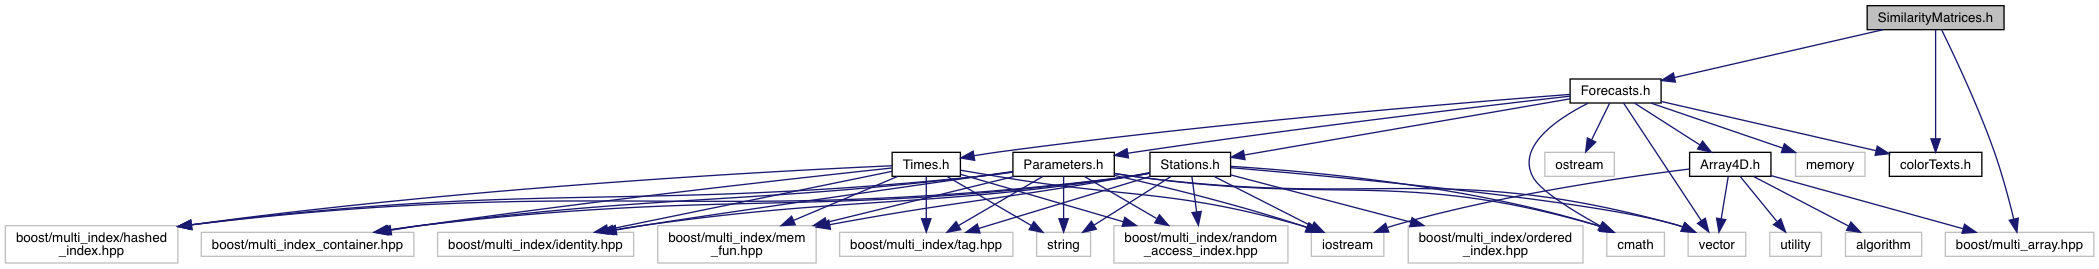 SimilarityMatrices.h
Forecasts.h
Times.h
Parameters.h
Stations.h
ostream
Array4D.h
memory
colorTexts.h
boost/multi_index/hashed
_index.hpp
boost/multi_index_container.hpp
boost/multi_index/identity.hpp
boost/multi_index/mem
_fun.hpp
boost/multi_index/tag.hpp
string
boost/multi_index/random
_access_index.hpp
iostream
boost/multi_index/ordered
_index.hpp
cmath
vector
utility
algorithm
boost/multi_array.hpp